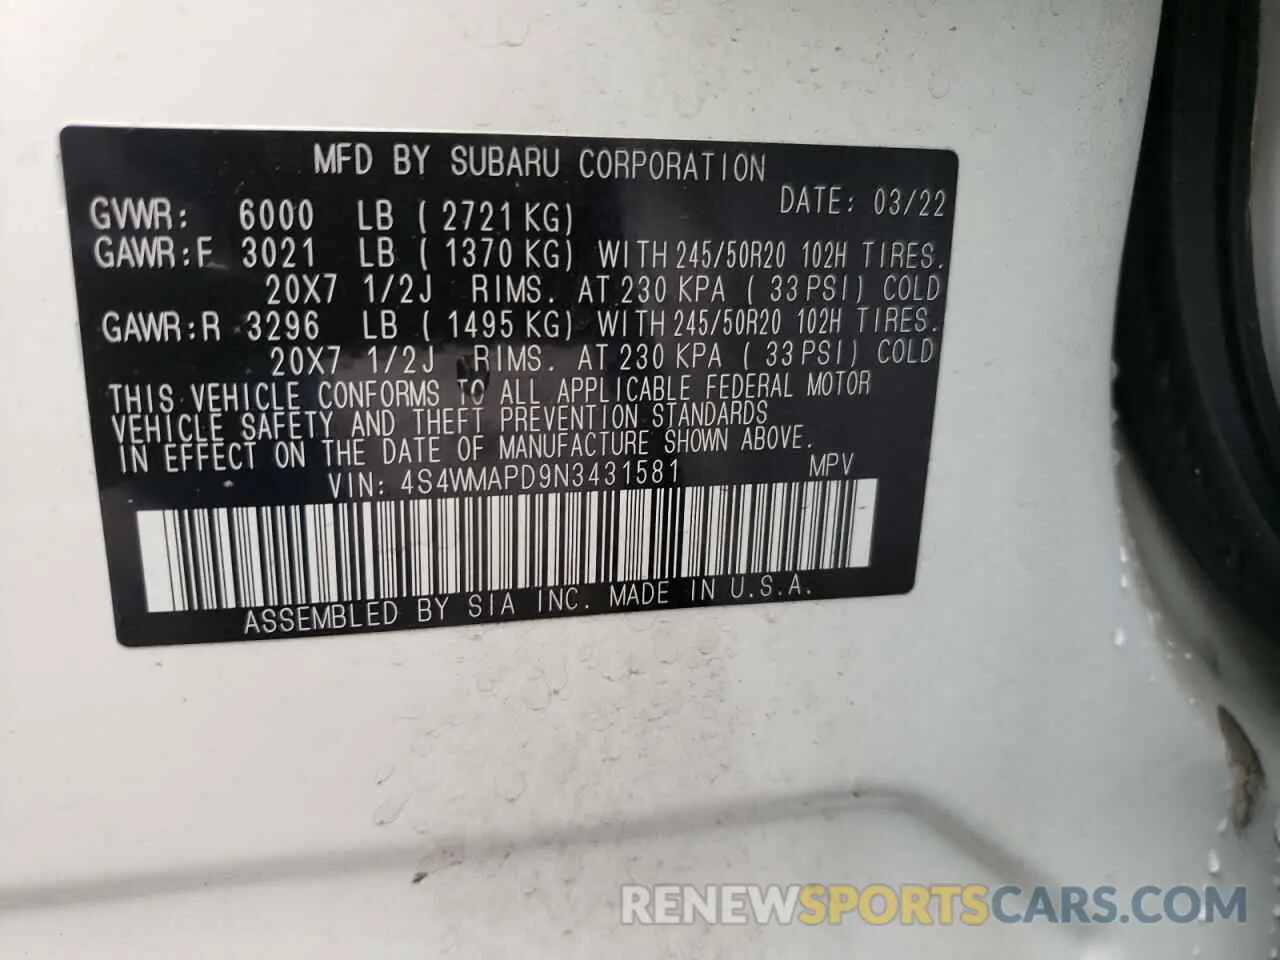 MFD BY SUBARU CORPORATION
DATE: 03/22
GVWR: 6000 LB ( 2721 KG)
GAWR:F 3021 LB ( 1370 KG) WITH 245/50R20 102H TIRES.
20X7 1/2J RIMS. AT 230 KPA ( 33 PSI) COLD
GAWR:R 3296 LB ( 1495 KG) WITH 245/50R20 102H TIRES.
20X7 1/2J RIMS. AT 230 KPA ( 33 PSI) COLD
THIS VEHICLE CONFORMS TO ALL APPLICABLE FEDERAL MOTOR
VEHICLE SAFETY AND THEFT PREVENTION STANDARDS
IN EFFECT ON THE DATE OF MANUFACTURE SHOWN ABOVE.
VIN: 4S4WMAPD9N3431581 MPV
ASSEMBLED BY SIA INC. MADE IN U.S.A.
RENEWSPORTSCARS.COM